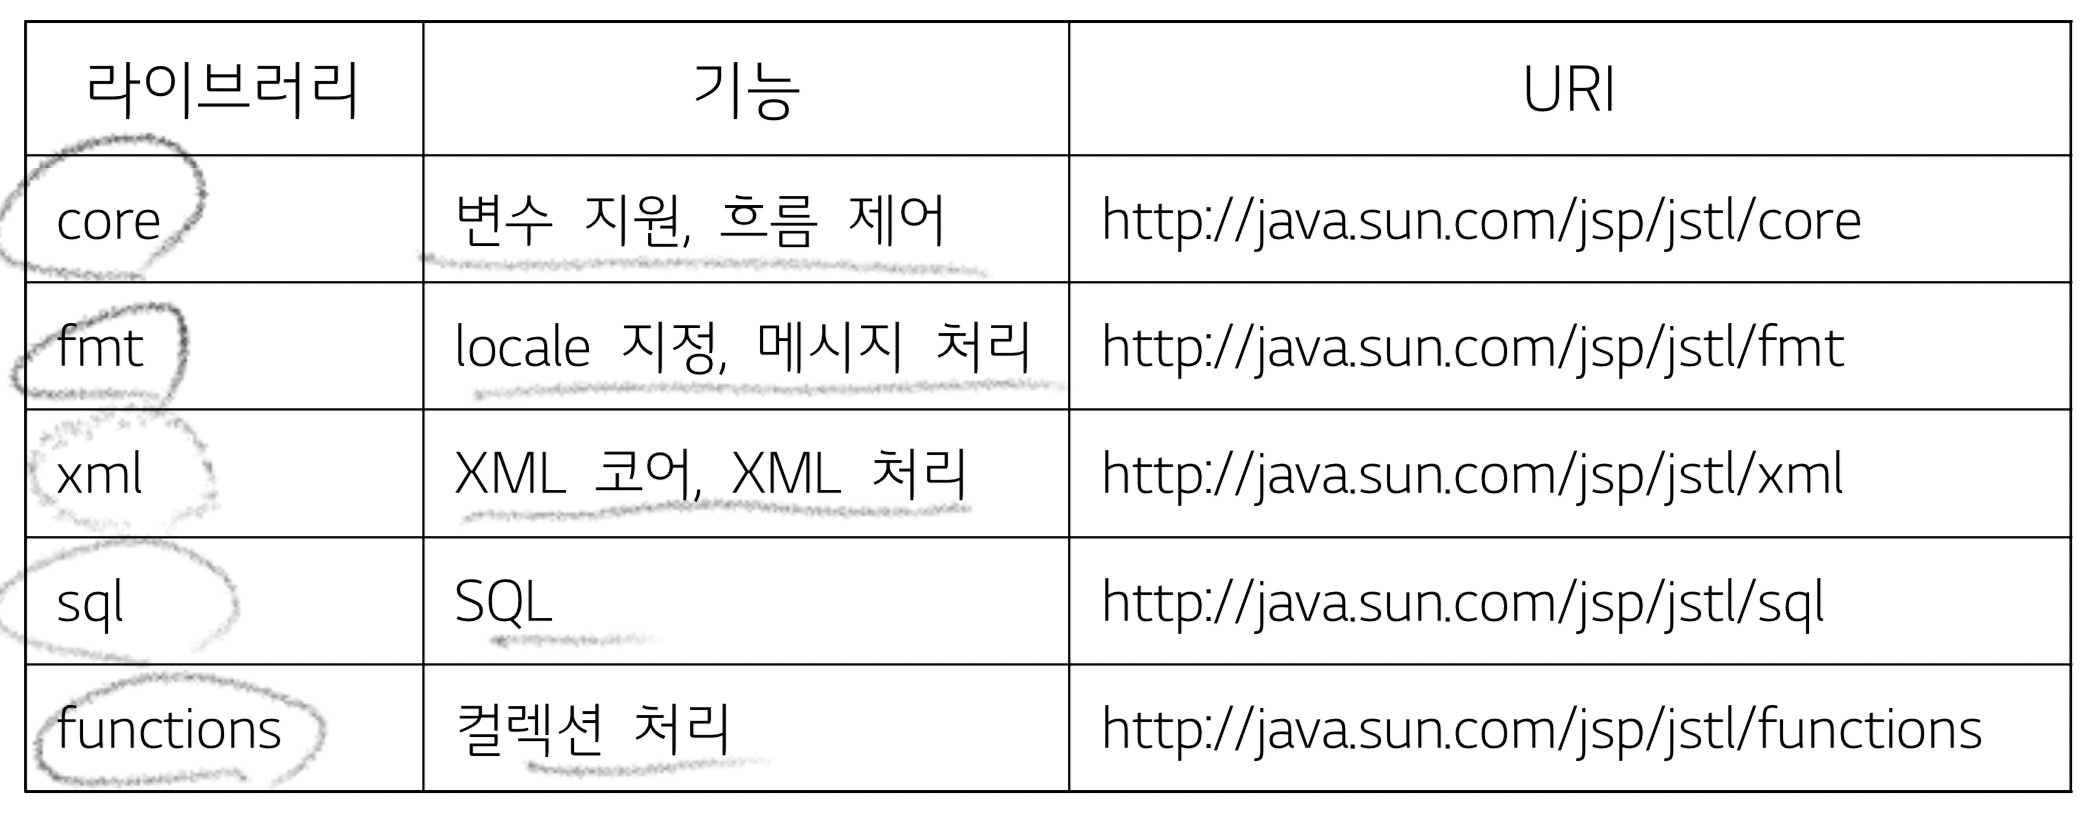 라이브러리 기능 URI
core 변수 지원, 흐름 제어 http://java.sun.com/jsp/jstl/core
fmt locale 지정, 메시지 처리 http://java.sun.com/jsp/jstl/fmt
xml XML 코어, XML 처리 http://java.sun.com/jsp/jstl/xml
sql SQL http://java.sun.com/jsp/jstl/sql
functions 컬렉션 처리 http://java.sun.com/jsp/jstl/functions